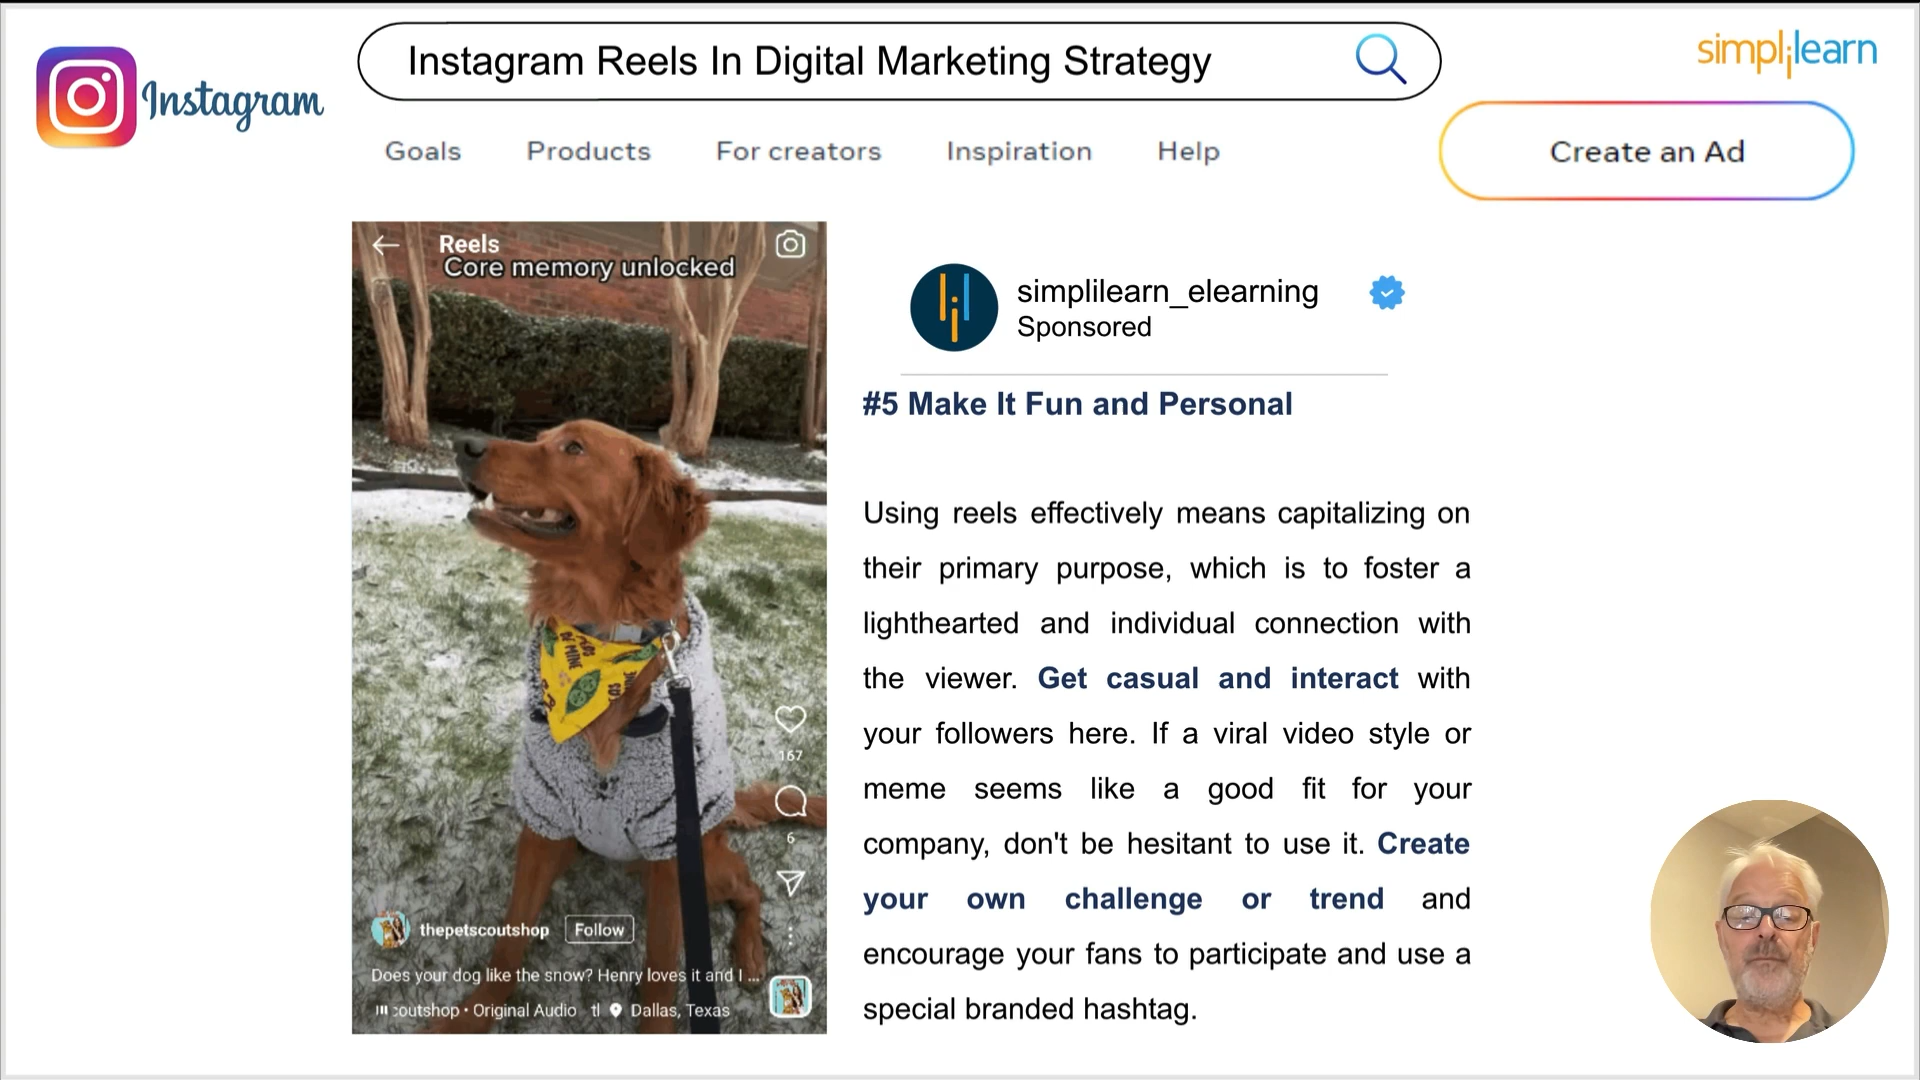 Instagram
Instagram Reels In Digital Marketing Strategy
simplilearn
Goals Products For creators Inspiration Help
Create an Ad
Reels
Core memory unlocked
167
6
thepetscoutshop Follow
Does your dog like the snow? Henry loves it and I ...
:outshop • Original Audio Dallas, Texas
simplilearn_elearning
Sponsored
#5 Make It Fun and Personal
Using reels effectively means capitalizing on
their primary purpose, which is to foster a
lighthearted and individual connection with
the viewer. Get casual and interact with
your followers here. If a viral video style or
meme seems like a good fit for your
company, don't be hesitant to use it. Create
your own challenge or trend and
encourage your fans to participate and use a
special branded hashtag.